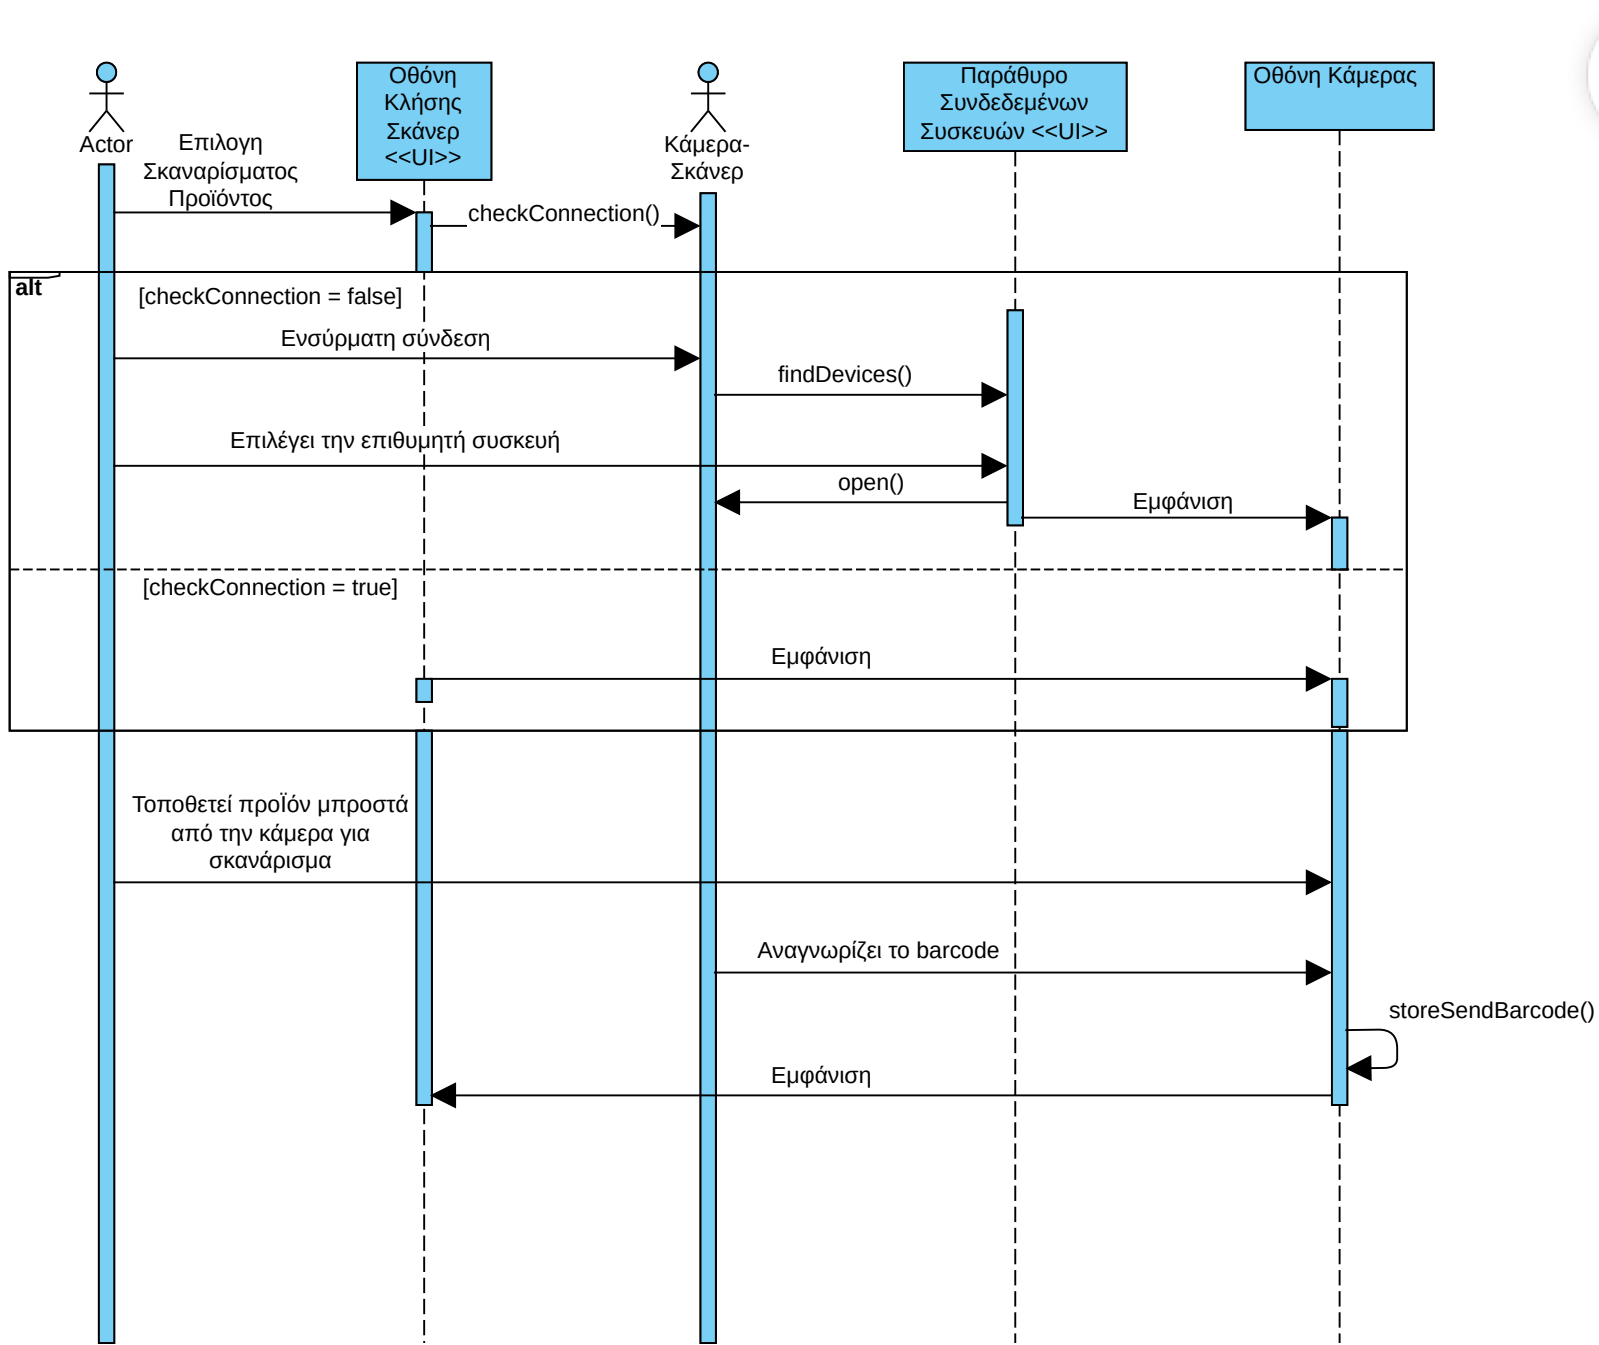 Actor
Οθόνη
Κλήσης
Σκάνερ
<<UI>>
Κάμερα-
Σκάνερ
Παράθυρο
Συνδεδεμένων
Συσκευών <<UI>>
Οθόνη Κάμερας
Επιλογη
Σκαναρίσματος
Προϊόντος
checkConnection()
alt
[checkConnection = false]
Ενσύρματη σύνδεση
findDevices()
Επιλέγει την επιθυμητή συσκευή
open()
Εμφάνιση
[checkConnection = true]
Εμφάνιση
Τοποθετεί προΪόν μπροστά
από την κάμερα για
σκανάρισμα
Αναγνωρίζει το barcode
storeSendBarcode()
Εμφάνιση